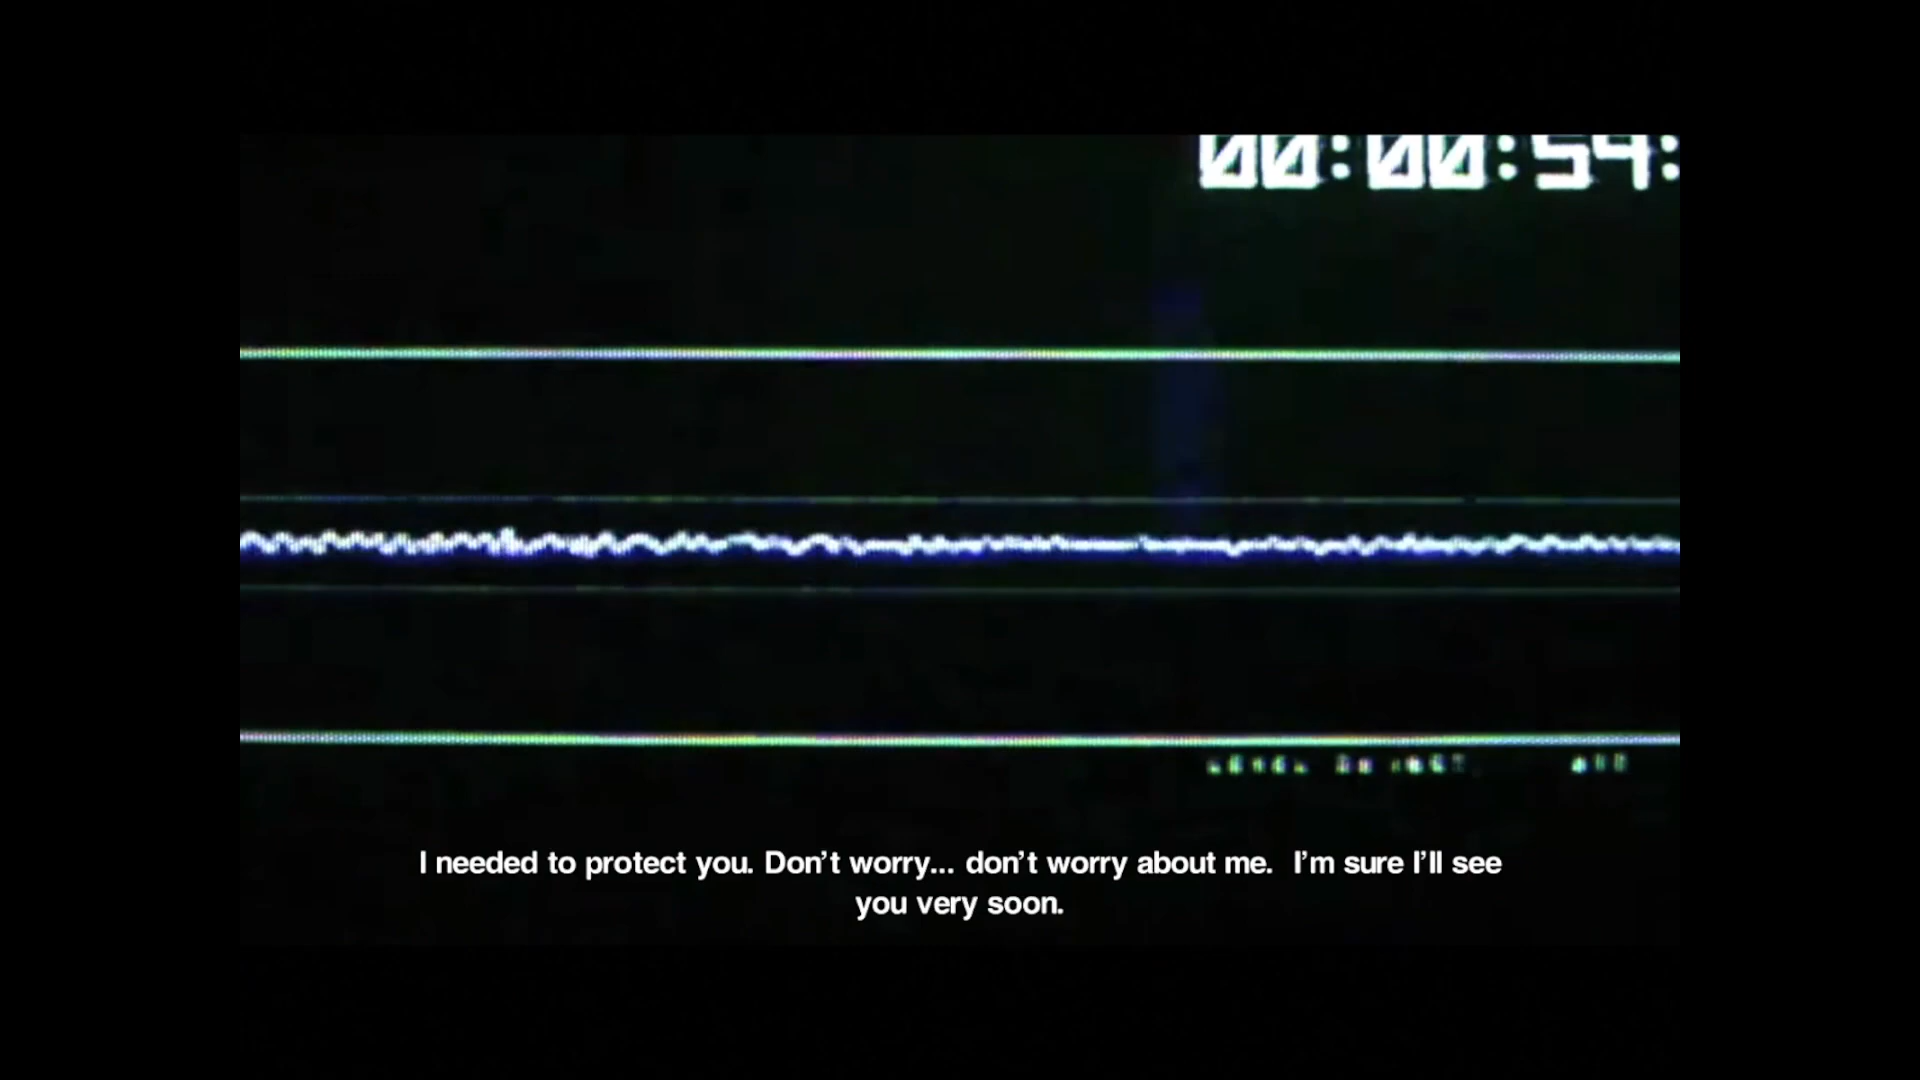 00:00:54:
I needed to protect you. Don't worry... don't worry about me.  I'm sure I'll see
you very soon.